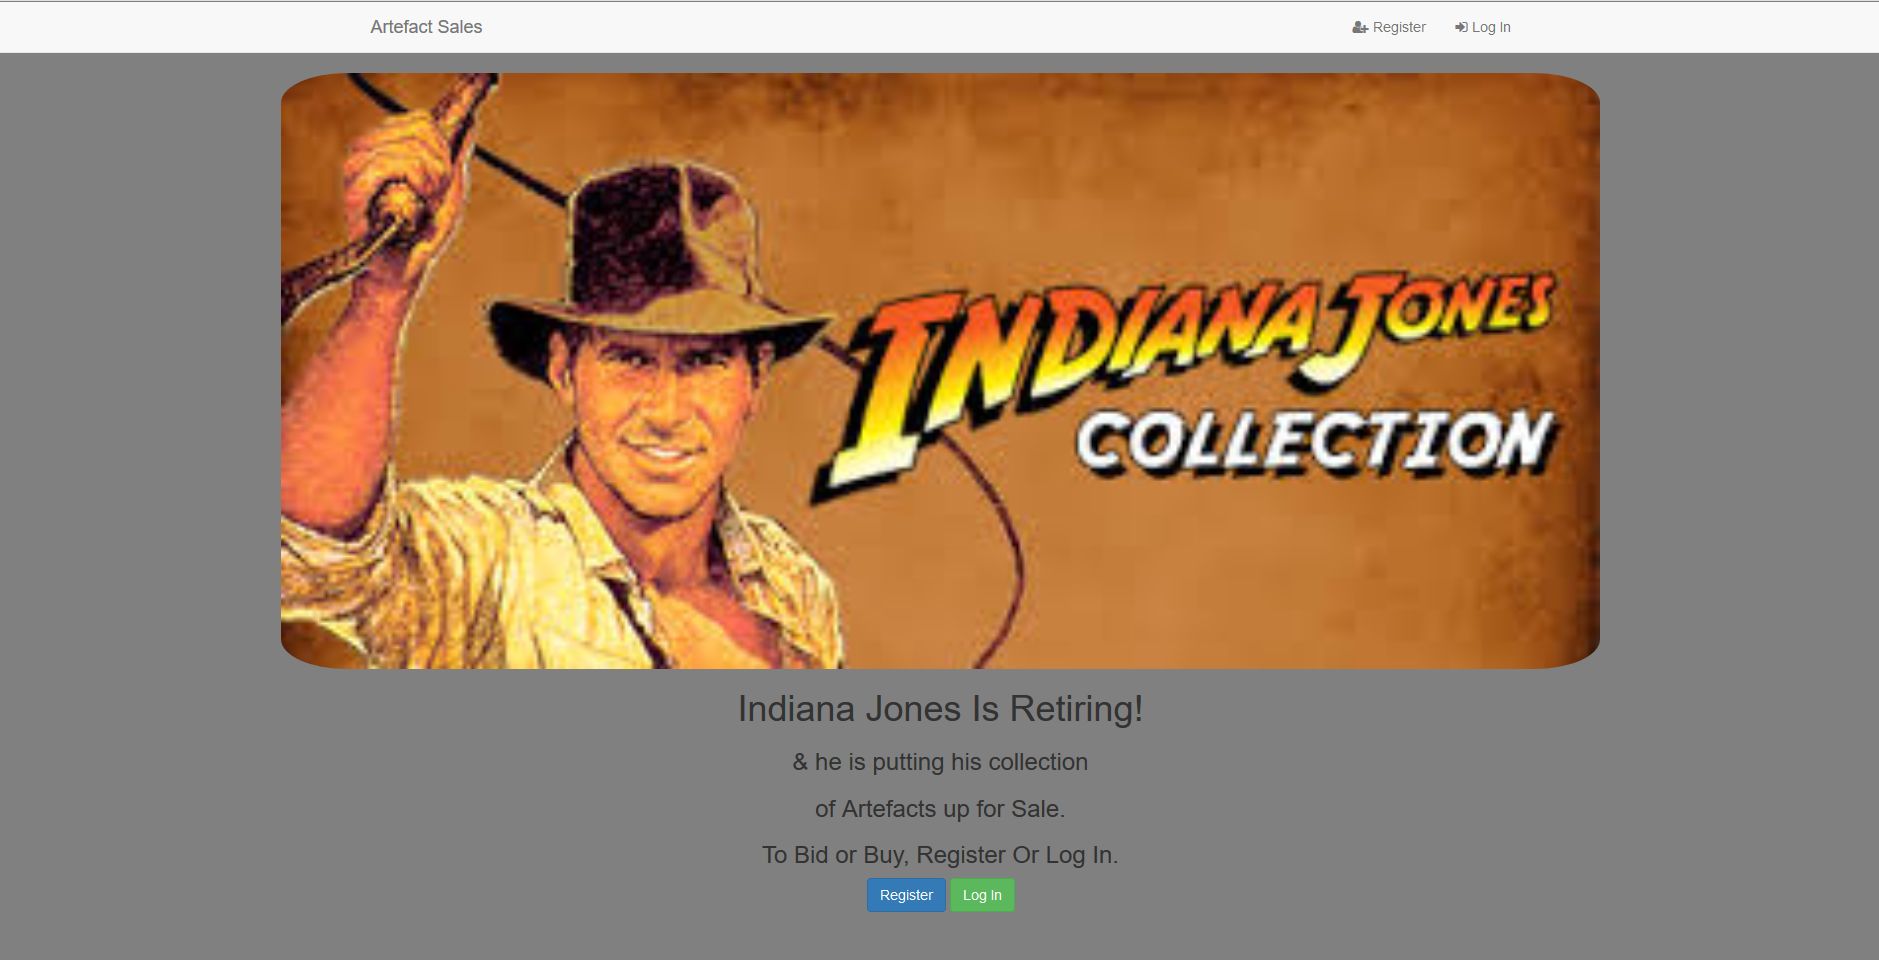 Artefact Sales
Register
Log In
INDIANA JONES
COLLECTION
Indiana Jones Is Retiring!
& he is putting his collection
of Artefacts up for Sale.
To Bid or Buy, Register Or Log In.
Register
Log In